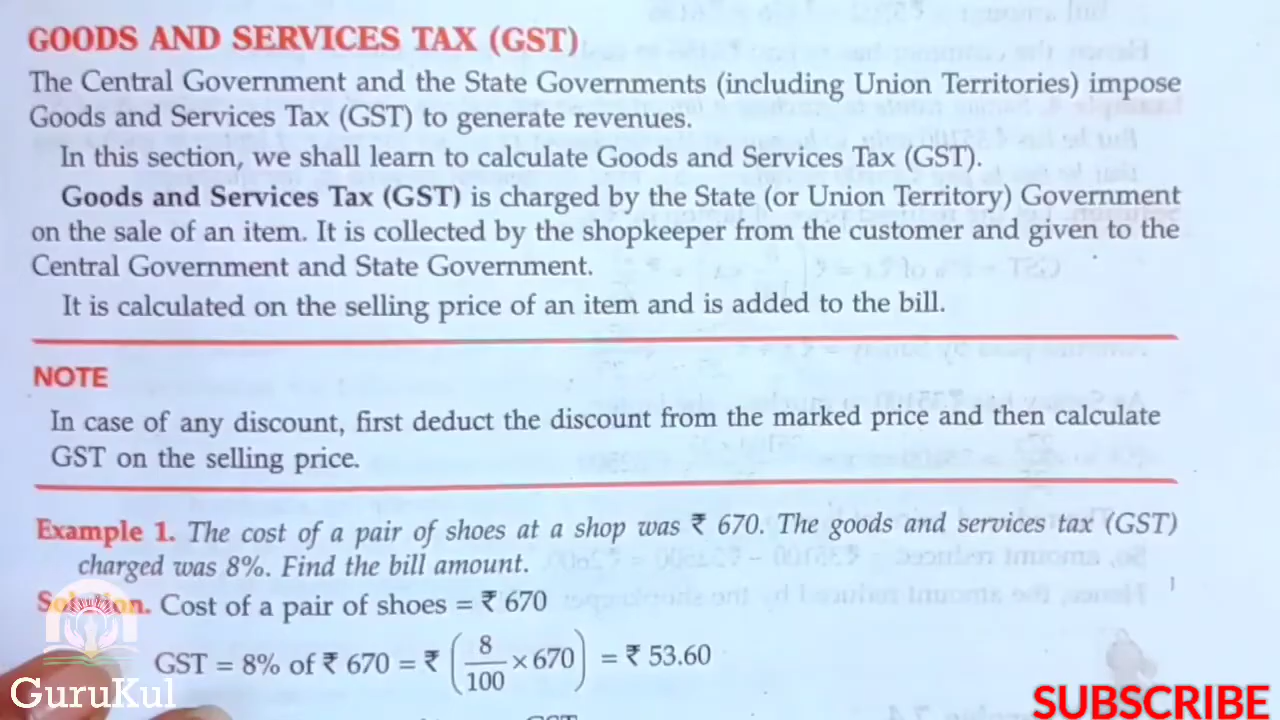 GOODS AND SERVICES TAX (GST)
The Central Government and the State Governments (including Union Territories) impose
Goods and Services Tax (GST) to generate revenues.
In this section, we shall learn to calculate Goods and Services Tax (GST).
Goods and Services Tax (GST) is charged by the State (or Union Territory) Government
on the sale of an item. It is collected by the shopkeeper from the customer and given to the
Central Government and State Government.
It is calculated on the selling price of an item and is added to the bill.
NOTE
In case of any discount, first deduct the discount from the marked price and then calculate
GST on the selling price.
Example 1. The cost of a pair of shoes at a shop was ₹ 670. The goods and services tax (GST)
charged was 8%. Find the bill amount.
Solution. Cost of a pair of shoes = ₹ 670
GST = 8% of ₹ 670 = ₹ (8/100 × 670) = ₹ 53.60
GuruKul
SUBSCRIBE